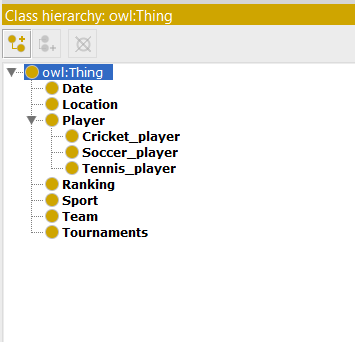 Class hierarchy: owl:Thing
owl:Thing
Date
Location
Player
Cricket_player
Soccer_player
Tennis_player
Ranking
Sport
Team
Tournaments